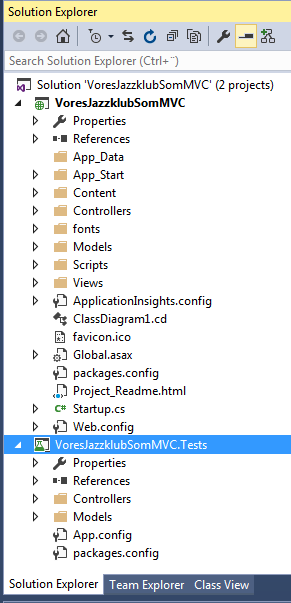 Solution Explorer
Search Solution Explorer (Ctrl+¨)
Solution 'VoresJazzklubSomMVC' (2 projects)
VoresJazzklubSomMVC
Properties
References
App_Data
App_Start
Content
Controllers
fonts
Models
Scripts
Views
ApplicationInsights.config
ClassDiagram1.cd
favicon.ico
Global.asax
packages.config
Project_Readme.html
C# Startup.cs
Web.config
VoresJazzklubSomMVC.Tests
Properties
References
Controllers
Models
App.config
packages.config
Solution Explorer Team Explorer Class View